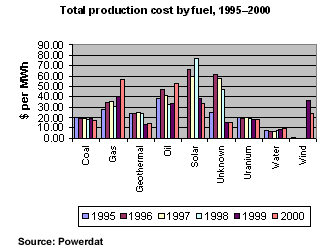 Total production cost by fuel, 1995–2000
$ per MWh
90.00
80.00
70.00
60.00
50.00
40.00
30.00
20.00
10.00
0.00
Coal
Gas
Geothermal
Oil
Solar
Unknown
Uranium
Water
Wind
1995
1996
1997
1998
1999
2000
Source: Powerdat